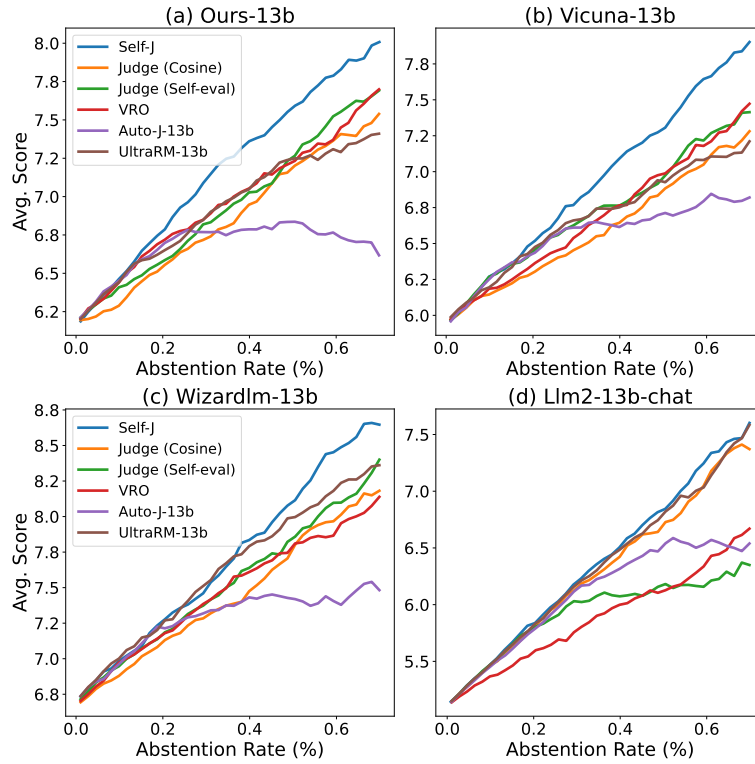 (a) Ours-13b
Avg. Score
8.0
7.8
7.5
7.2
7.0
6.8
6.5
6.2
Self-J
Judge (Cosine)
Judge (Self-eval)
VRO
Auto-J-13b
UltraRM-13b
0.0 0.2 0.4 0.6
Abstention Rate (%)
(b) Vicuna-13b
7.8
7.5
7.2
7.0
6.8
6.5
6.2
6.0
0.0 0.2 0.4 0.6
Abstention Rate (%)
(c) Wizardlm-13b
Avg. Score
8.8
8.5
8.2
8.0
7.8
7.5
7.2
7.0
6.8
Self-J
Judge (Cosine)
Judge (Self-eval)
VRO
Auto-J-13b
UltraRM-13b
0.0 0.2 0.4 0.6
Abstention Rate (%)
(d) Llm2-13b-chat
7.5
7.0
6.5
6.0
5.5
0.0 0.2 0.4 0.6
Abstention Rate (%)